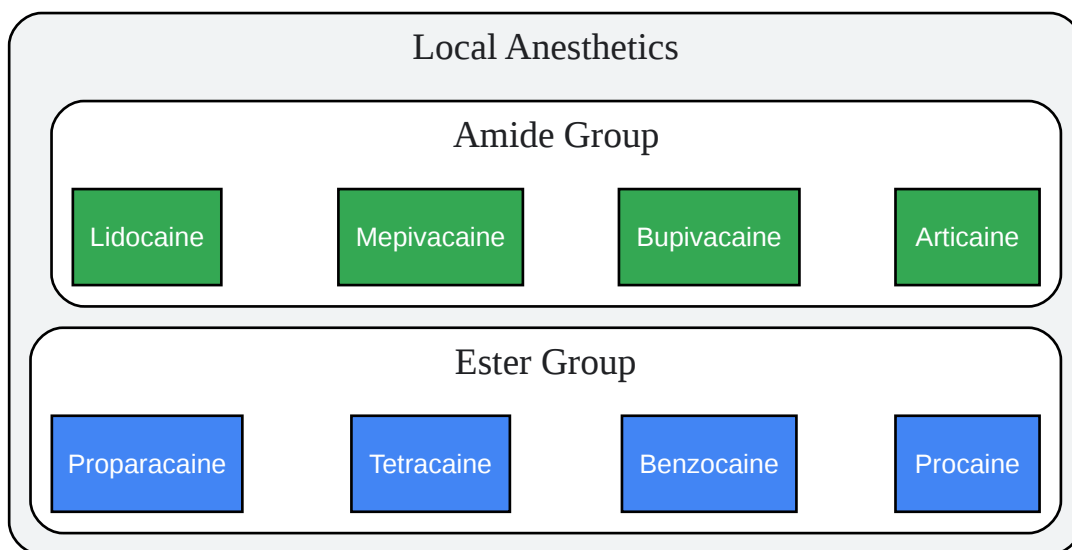 Local Anesthetics
Amide Group
Lidocaine Mepivacaine Bupivacaine Articaine
Ester Group
Proparacaine Tetracaine Benzocaine Procaine